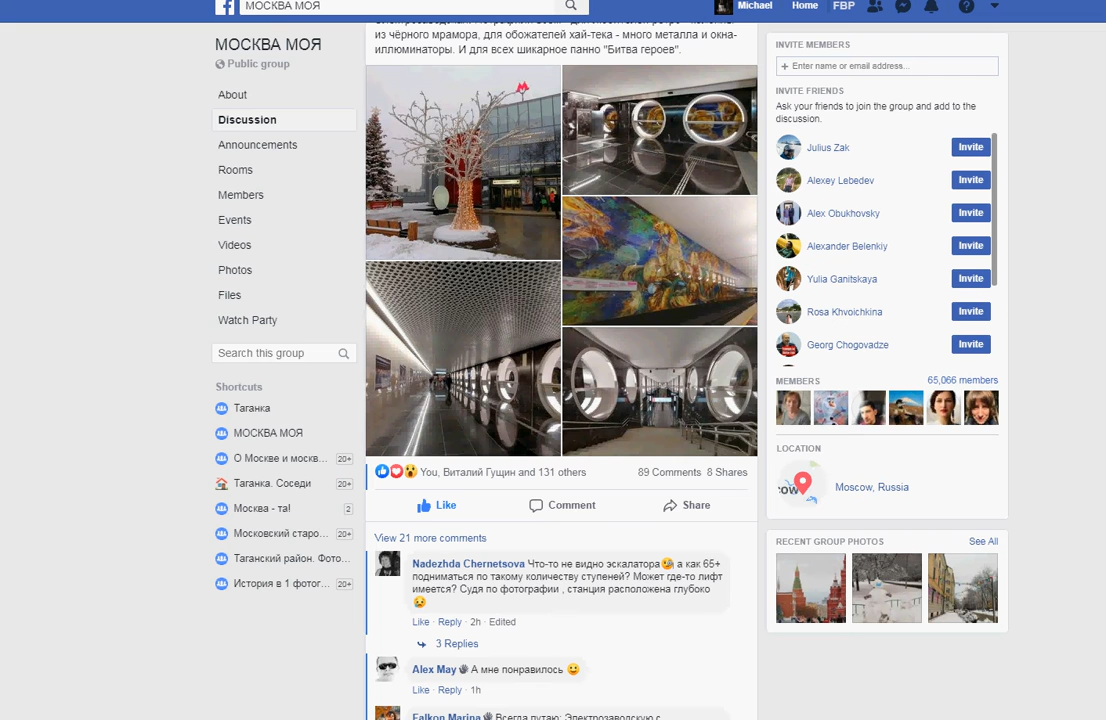 МОСКВА МОЯ
Michael
Home
FBP
?
МОСКВА МОЯ
Public group
About
Discussion
Announcements
Rooms
Members
Events
Videos
Photos
Files
Watch Party
Search this group
Shortcuts
Таганка
МОСКВА МОЯ
О Москве и москв... 20+
Таганка. Соседи 20+
Москва - та! 2
Московский старо... 20+
Таганский район. Фото...
История в 1 фотог... 20+
из чёрного мрамора, для обожателей хай-тека - много металла и окна-
иллюминаторы. И для всех шикарное панно "Битва героев".
You, Виталий Гущин and 131 others
89 Comments 8 Shares
Like
Comment
Share
View 21 more comments
Nadezhda Chernetsova Что-то не видно эскалатора🧐 а как 65+
подниматься по такому количеству ступеней? Может где-то лифт
имеется? Судя по фотографии , станция расположена глубоко
😥
Like · Reply · 2h · Edited
3 Replies
Alex May А мне понравилось 🙂
Like · Reply · 1h
Falkon Marina Всегда путаю: Электрозаводскую с
INVITE MEMBERS
+ Enter name or email address...
INVITE FRIENDS
Ask your friends to join the group and add to the
discussion.
Julius Zak Invite
Alexey Lebedev Invite
Alex Obukhovsky Invite
Alexander Belenkiy Invite
Yulia Ganitskaya Invite
Rosa Khvoichkina Invite
Georg Chogovadze Invite
MEMBERS 65,066 members
LOCATION
cow
Moscow, Russia
RECENT GROUP PHOTOS See All